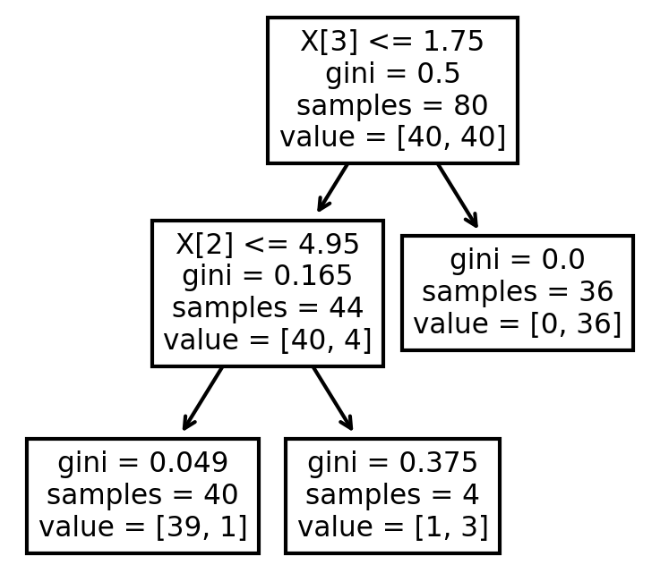 X[3] <= 1.75
gini = 0.5
samples = 80
value = [40, 40]
X[2] <= 4.95
gini = 0.165
samples = 44
value = [40, 4]
gini = 0.0
samples = 36
value = [0, 36]
gini = 0.049
samples = 40
value = [39, 1]
gini = 0.375
samples = 4
value = [1, 3]